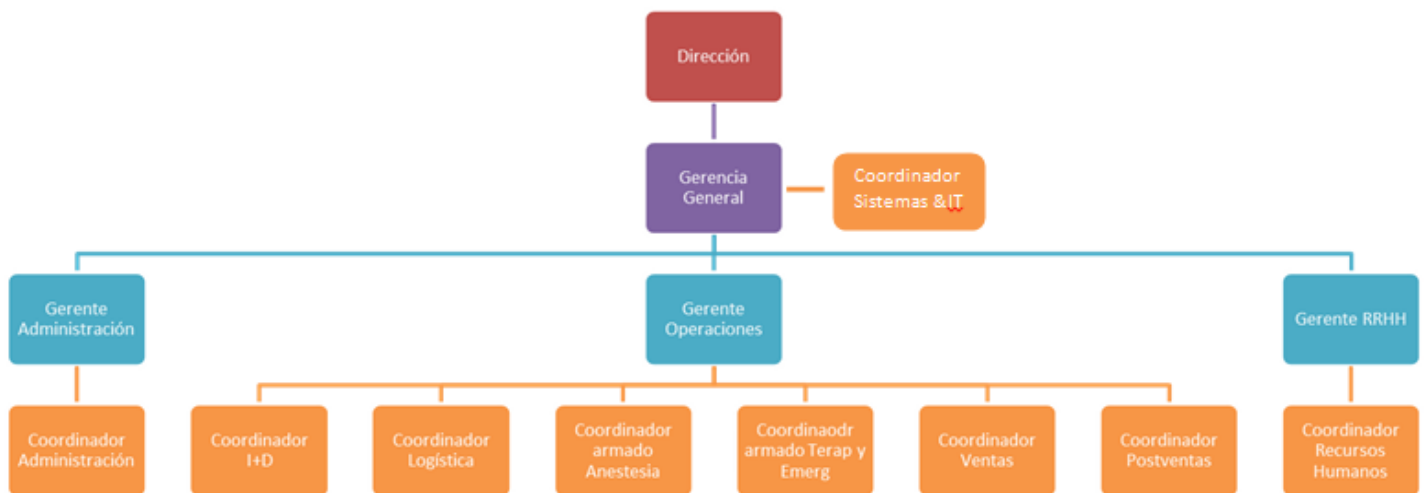 Dirección
Gerencia
General
Coordinador
Sistemas &IT
Gerente
Administración
Gerente
Operaciones
Gerente RRHH
Coordinador
Administración
Coordinador
I+D
Coordinador
Logística
Coordinador
armado
Anestesia
Coordinaodr
armado Terap y
Emerg
Coordinador
Ventas
Coordinador
Postventas
Coordinador
Recursos
Humanos